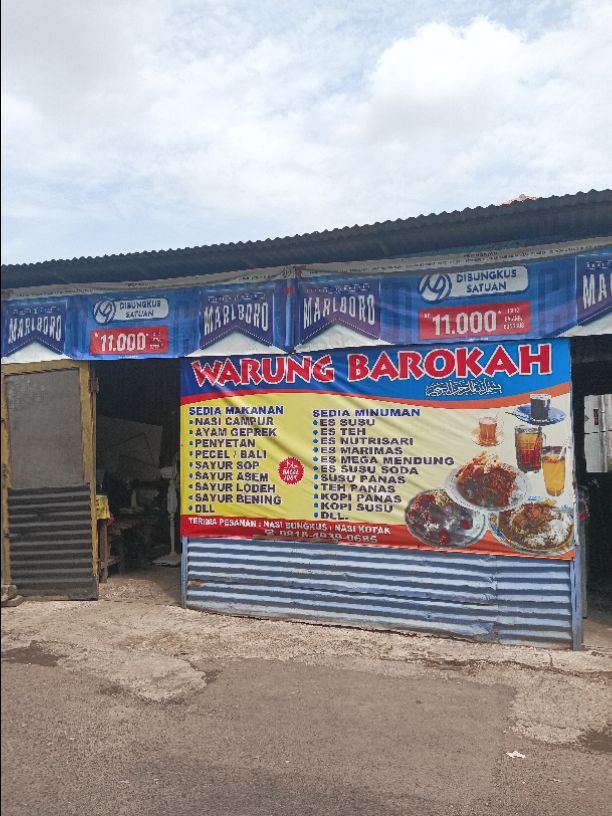 DIBUNGKUS
SATUAN
MARLBORO
11.000
MARLBORO
MARLBORO
DIBUNGKUS
SATUAN
11.000
WARUNG BAROKAH
SEDIA MAKANAN
NASI CAMPUR
AYAM GEPREK
PENYETAN
PECEL / BALI
SAYUR SOP
SAYUR ASEM
SAYUR LODEH
SAYUR BENING
DLL
HALAL
100%
SEDIA MINUMAN
ES SUSU
ES TEH
ES NUTRISARI
ES MARIMAS
ES MEGA MENDUNG
ES SUSU SODA
SUSU PANAS
TEH PANAS
KOPI PANAS
KOPI SUSU
DLL..
TERIMA PESANAN : NASI BUNGKUS / NASI KOTAK